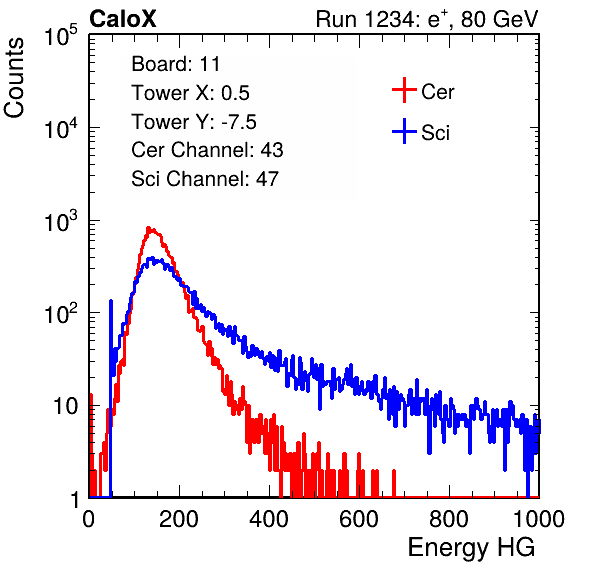 CaloX Run 1234: e⁺, 80 GeV
Counts
Board: 11
Tower X: 0.5
Tower Y: -7.5
Cer Channel: 43
Sci Channel: 47
Cer
Sci
10⁵
10⁴
10³
10²
10
1
0 200 400 600 800 1000
Energy HG